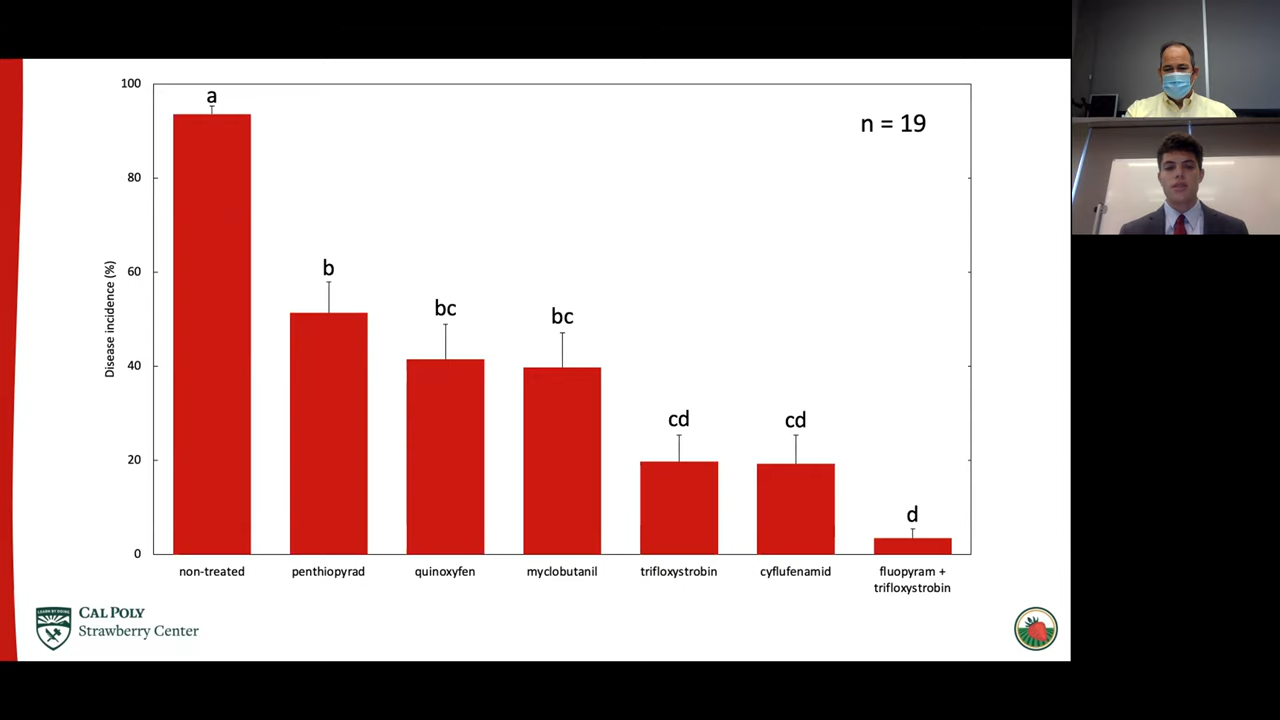 100
80
60
40
20
0
Disease incidence (%)
a
b
bc
bc
cd
cd
d
n = 19
non-treated
penthiopyrad
quinoxyfen
myclobutanil
trifloxystrobin
cyflufenamid
fluopyram +
trifloxystrobin
CAL POLY
Strawberry Center